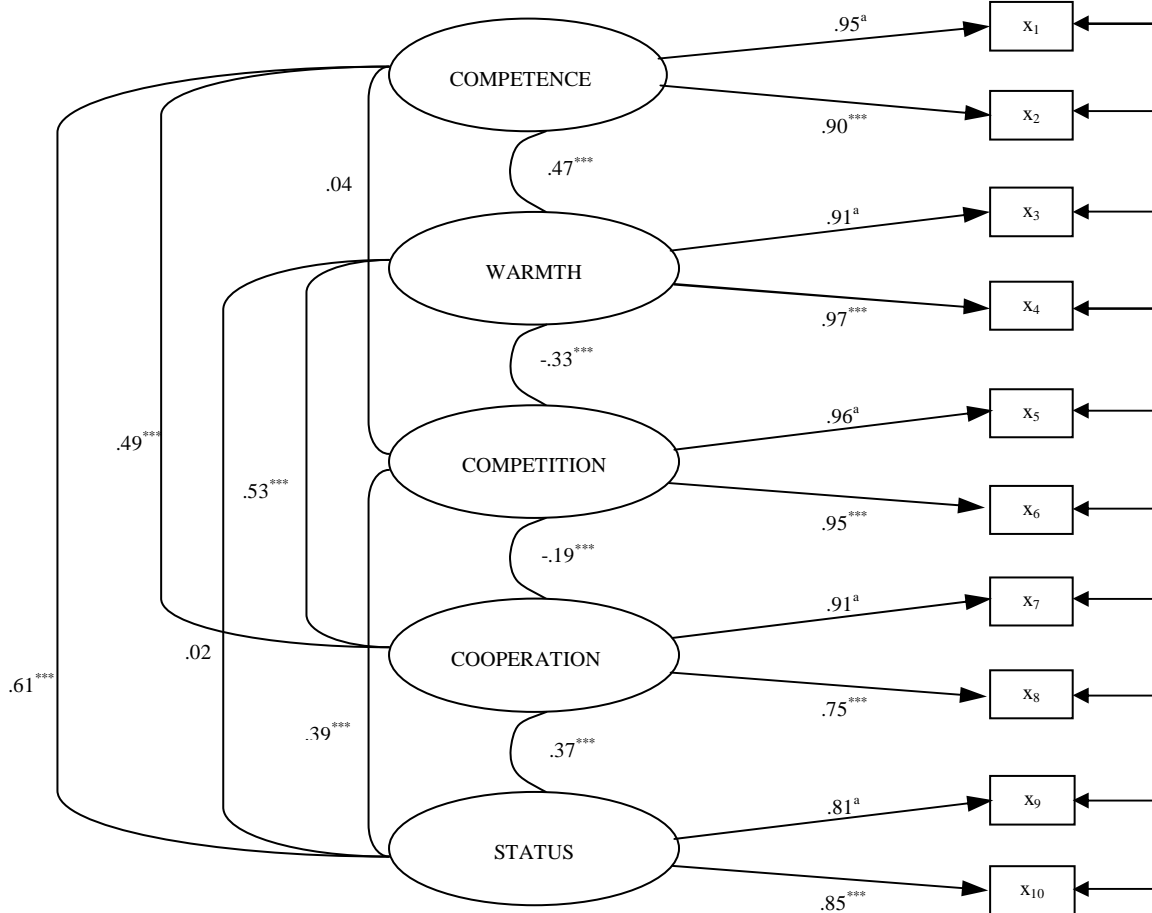 .95a
x1
COMPETENCE
.90***
x2
.47***
.04
.91a
x3
WARMTH
.97***
x4
-.33***
.96a
x5
.49***
COMPETITION
.53***
.95***
x6
-.19***
.91a
x7
.02
COOPERATION
.61***
.75***
x8
.39***
.37***
.81a
x9
STATUS
.85***
x10